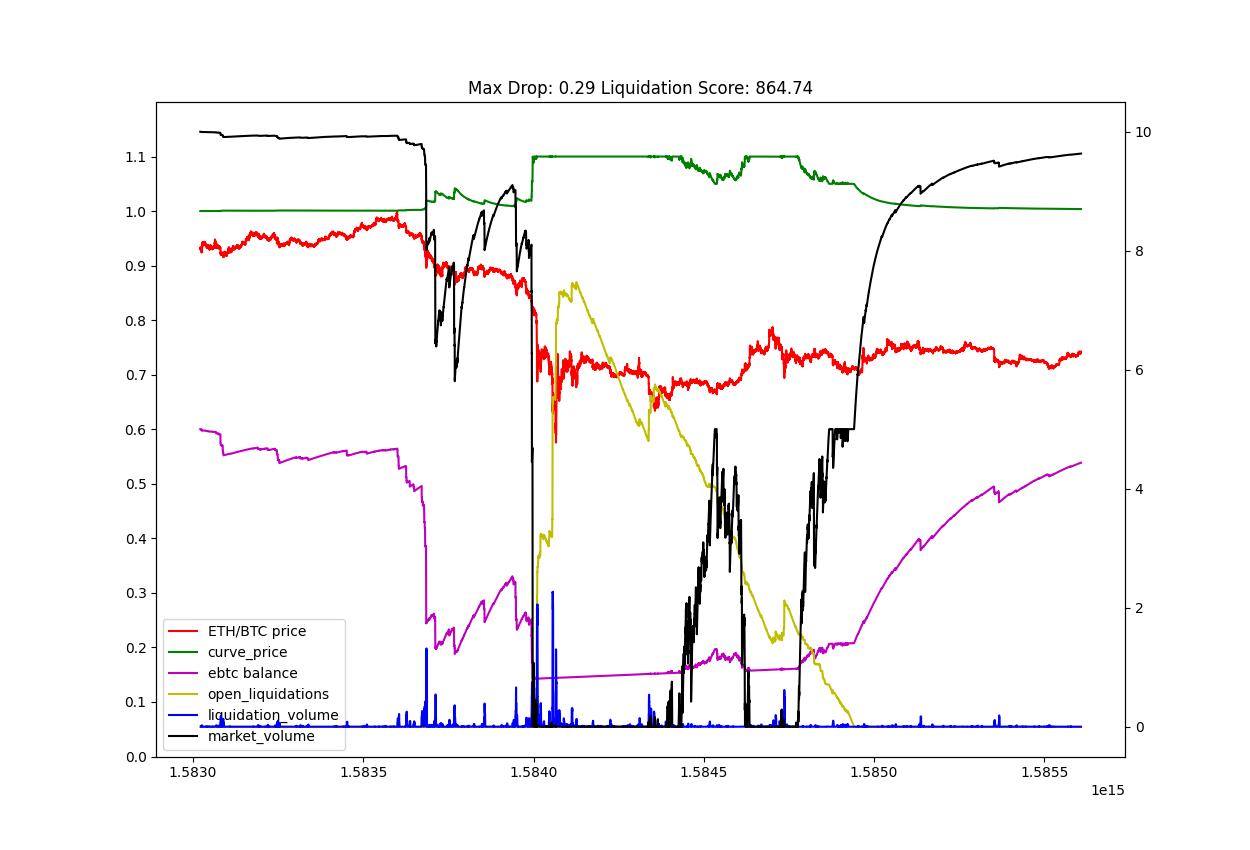 Max Drop: 0.29 Liquidation Score: 864.74
1.1
1.0
0.9
0.8
0.7
0.6
0.5
0.4
0.3
0.2
0.1
0.0
10
8
6
4
2
0
ETH/BTC price
curve_price
ebtc balance
open_liquidations
liquidation_volume
market_volume
1.5830 1.5835 1.5840 1.5845 1.5850 1.5855
1e15